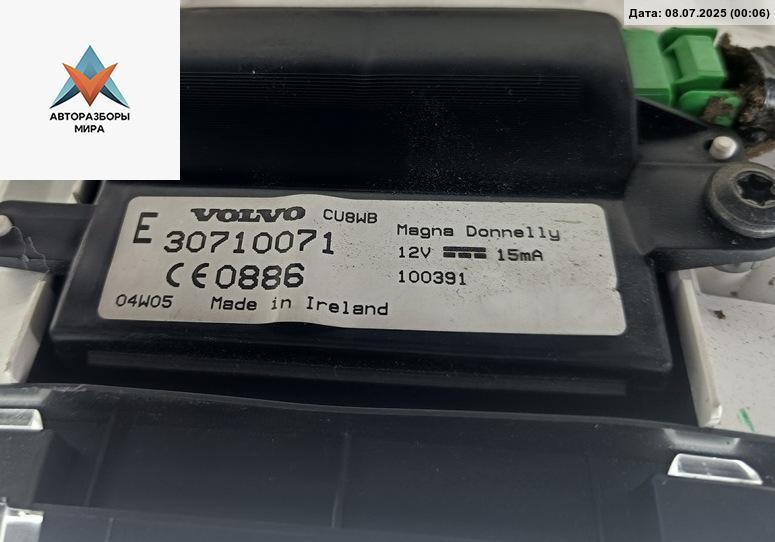 Дата: 08.07.2025 (00:06)
АВТОРАЗБОРЫ
МИРА
VOLVO CU8WB
E 30710071
CE0886
04W05 Made in Ireland
Magna Donnelly
12V 15mA
100391